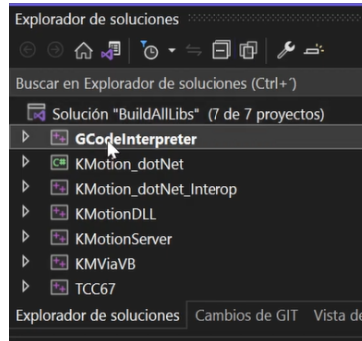 Explorador de soluciones
Buscar en Explorador de soluciones (Ctrl+´)
Solución "BuildAllLibs" (7 de 7 proyectos)
GCodeInterpreter
C# KMotion_dotNet
KMotion_dotNet_Interop
KMotionDLL
KMotionServer
KMViaVB
TCC67
Explorador de soluciones Cambios de GIT Vista de